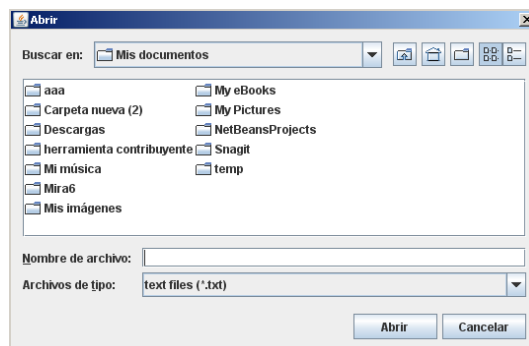 Abrir
Buscar en: Mis documentos
aaa
Carpeta nueva (2)
Descargas
herramienta contribuyente
Mi música
Mira6
Mis imágenes
My eBooks
My Pictures
NetBeansProjects
Snagit
temp
Nombre de archivo:
Archivos de tipo: text files (*.txt)
Abrir Cancelar